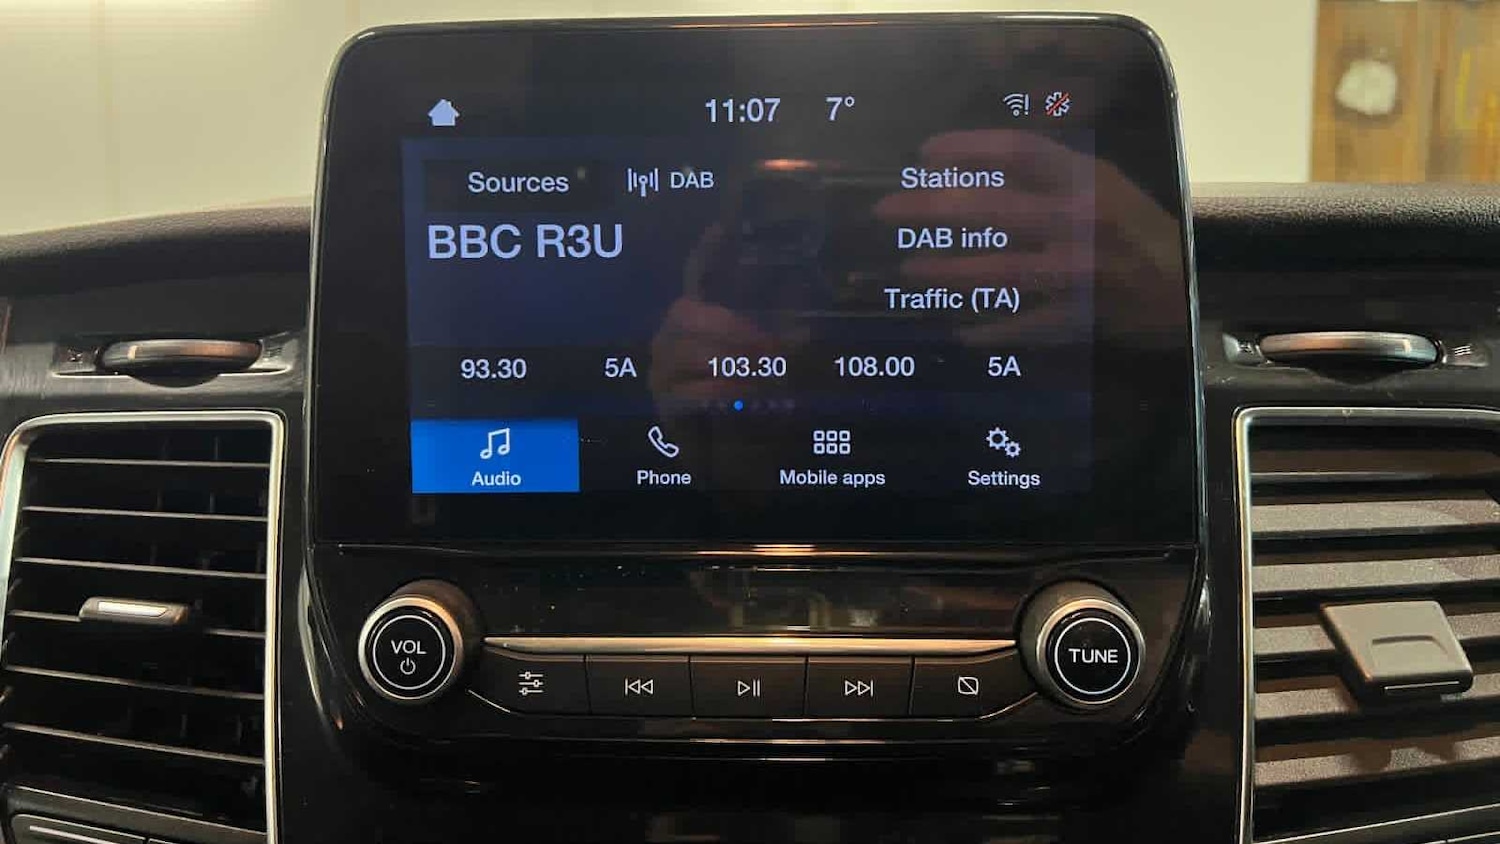 11:07 7°
Sources DAB Stations
BBC R3U
DAB info
Traffic (TA)
93.30 5A 103.30 108.00 5A
Audio Phone Mobile apps Settings
VOL
TUNE